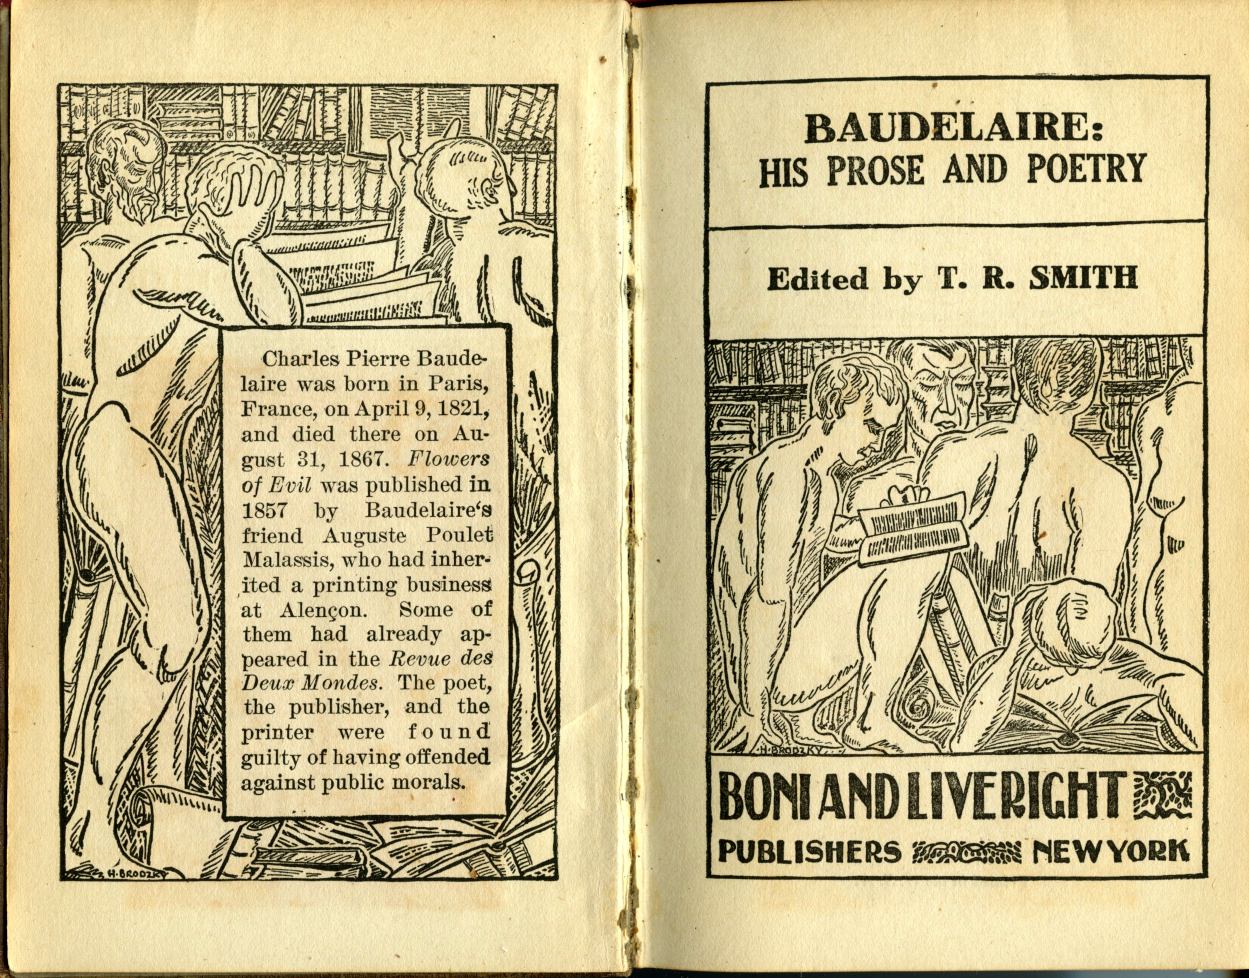 Charles Pierre Baude-
laire was born in Paris,
France, on April 9, 1821,
and died there on Au-
gust 31, 1867. Flowers
of Evil was published in
1857 by Baudelaire‘s
friend Auguste Poulet
Malassis, who had inher-
ited a printing business
at Alençon. Some of
them had already ap-
peared in the Revue des
Deux Mondes. The poet,
the publisher, and the
printer were found
guilty of having offended
against public morals.
H·BRODZKY
BAUDELAIRE:
HIS PROSE AND POETRY
Edited by T. R. SMITH
·H·BRODZKY·
BONI AND LIVERIGHT
PUBLISHERS NEW YORK